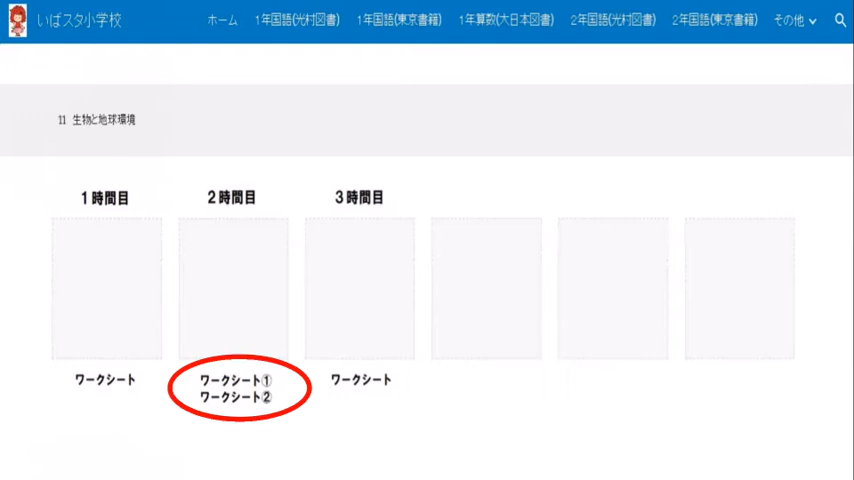 いばスタ小学校
ホーム 1年国語(光村図書) 1年国語(東京書籍) 1年算数(大日本図書) 2年国語(光村図書) 2年国語(東京書籍) その他
11 生物と地球環境
1時間目 2時間目 3時間目
ワークシート ワークシート① ワークシート
ワークシート②